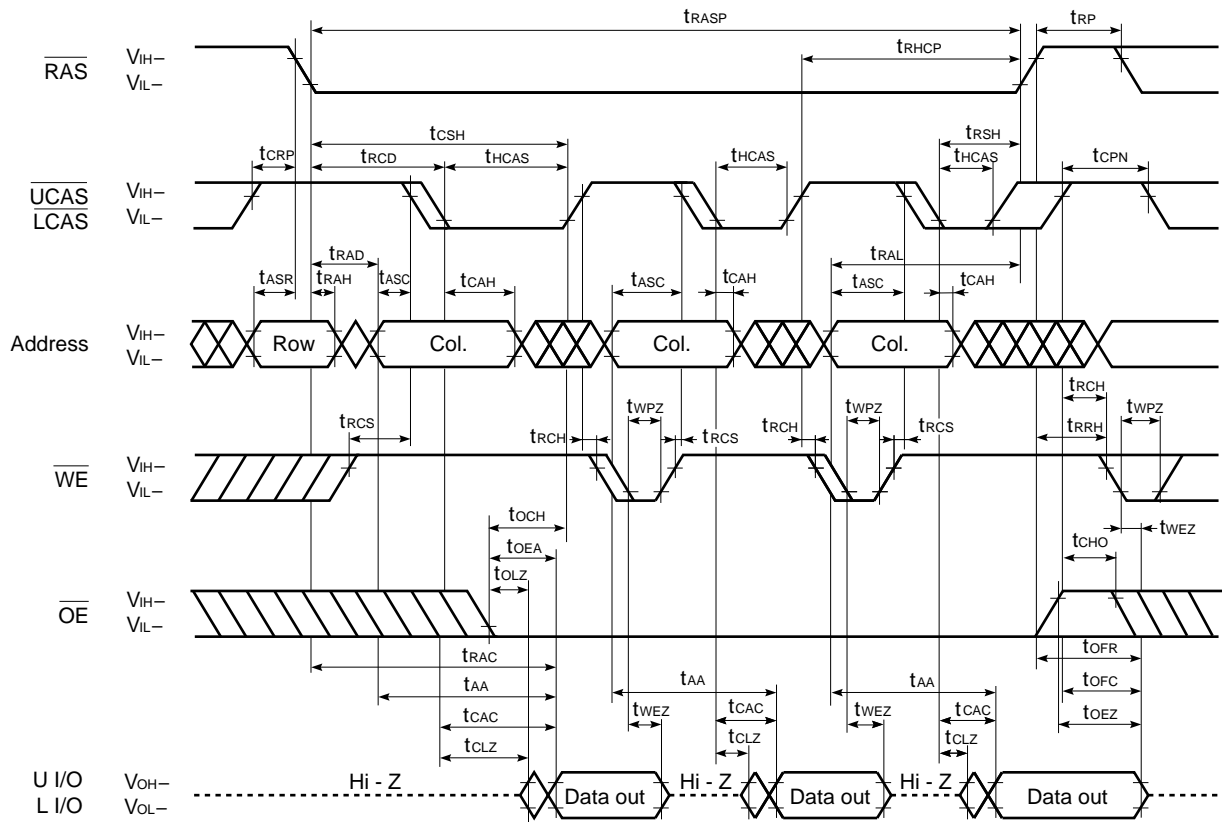 tRASP
tRP
tRHCP
RAS
VIH–
VIL–
tCSH
tRSH
tCRP
tRCD
tHCAS
tHCAS
tHCAS
tCPN
UCAS
LCAS
VIH–
VIL–
tRAD
tRAL
tASR
tRAH
tASC
tCAH
tASC
tCAH
tASC
tCAH
Address
VIH–
VIL–
Row
Col.
Col.
Col.
tRCH
tRCS
tWPZ
tWPZ
tWPZ
tRCH
tRCS
tRCH
tRCS
tRRH
WE
VIH–
VIL–
tOCH
tWEZ
tOEA
tCHO
tOLZ
OE
VIH–
VIL–
tRAC
tOFR
tAA
tAA
tAA
tOFC
tCAC
tWEZ
tCAC
tWEZ
tCAC
tOEZ
tCLZ
tCLZ
tCLZ
U I/O
L I/O
VOH–
VOL–
Hi - Z
Data out
Hi - Z
Data out
Hi - Z
Data out